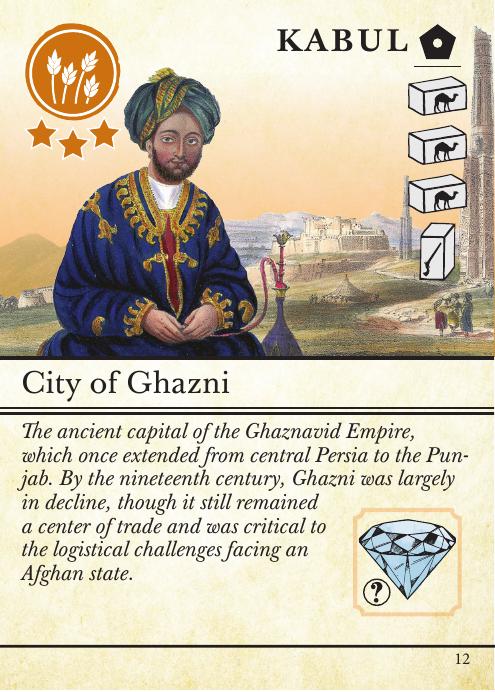 KABUL
City of Ghazni
The ancient capital of the Ghaznavid Empire,
which once extended from central Persia to the Pun-
jab. By the nineteenth century, Ghazni was largely
in decline, though it still remained
a center of trade and was critical to
the logistical challenges facing an
Afghan state.
?
12